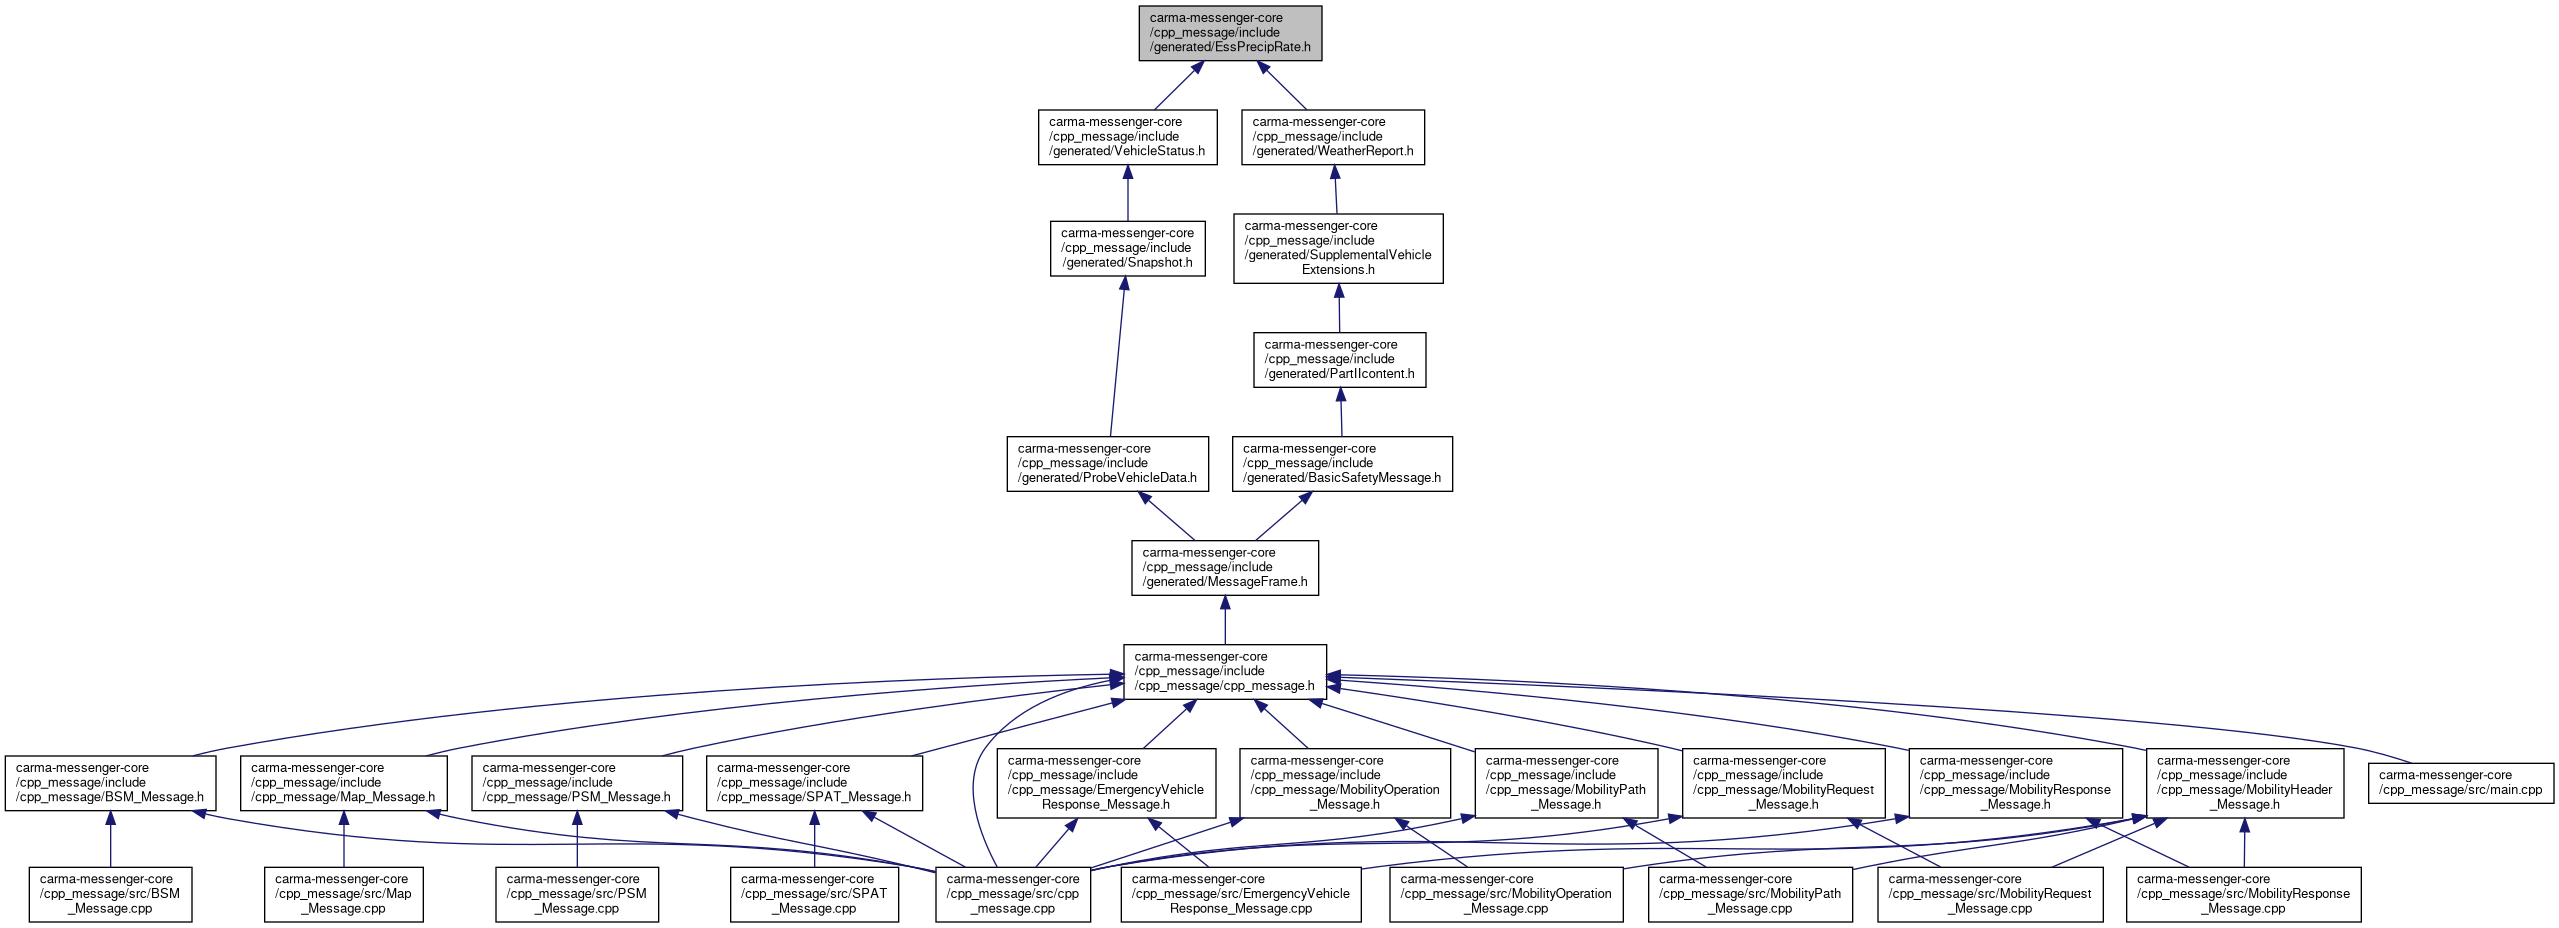 carma-messenger-core
/cpp_message/include
/generated/EssPrecipRate.h
carma-messenger-core
/cpp_message/include
/generated/VehicleStatus.h
carma-messenger-core
/cpp_message/include
/generated/WeatherReport.h
carma-messenger-core
/cpp_message/include
/generated/Snapshot.h
carma-messenger-core
/cpp_message/include
/generated/SupplementalVehicle
Extensions.h
carma-messenger-core
/cpp_message/include
/generated/PartIIcontent.h
carma-messenger-core
/cpp_message/include
/generated/ProbeVehicleData.h
carma-messenger-core
/cpp_message/include
/generated/BasicSafetyMessage.h
carma-messenger-core
/cpp_message/include
/generated/MessageFrame.h
carma-messenger-core
/cpp_message/include
/cpp_message/cpp_message.h
carma-messenger-core
/cpp_message/include
/cpp_message/BSM_Message.h
carma-messenger-core
/cpp_message/include
/cpp_message/Map_Message.h
carma-messenger-core
/cpp_message/include
/cpp_message/PSM_Message.h
carma-messenger-core
/cpp_message/include
/cpp_message/SPAT_Message.h
carma-messenger-core
/cpp_message/include
/cpp_message/EmergencyVehicle
Response_Message.h
carma-messenger-core
/cpp_message/include
/cpp_message/MobilityOperation
_Message.h
carma-messenger-core
/cpp_message/include
/cpp_message/MobilityPath
_Message.h
carma-messenger-core
/cpp_message/include
/cpp_message/MobilityRequest
_Message.h
carma-messenger-core
/cpp_message/include
/cpp_message/MobilityResponse
_Message.h
carma-messenger-core
/cpp_message/include
/cpp_message/MobilityHeader
_Message.h
carma-messenger-core
/cpp_message/src/main.cpp
carma-messenger-core
/cpp_message/src/BSM
_Message.cpp
carma-messenger-core
/cpp_message/src/Map
_Message.cpp
carma-messenger-core
/cpp_message/src/PSM
_Message.cpp
carma-messenger-core
/cpp_message/src/SPAT
_Message.cpp
carma-messenger-core
/cpp_message/src/cpp
_message.cpp
carma-messenger-core
/cpp_message/src/EmergencyVehicle
Response_Message.cpp
carma-messenger-core
/cpp_message/src/MobilityOperation
_Message.cpp
carma-messenger-core
/cpp_message/src/MobilityPath
_Message.cpp
carma-messenger-core
/cpp_message/src/MobilityRequest
_Message.cpp
carma-messenger-core
/cpp_message/src/MobilityResponse
_Message.cpp